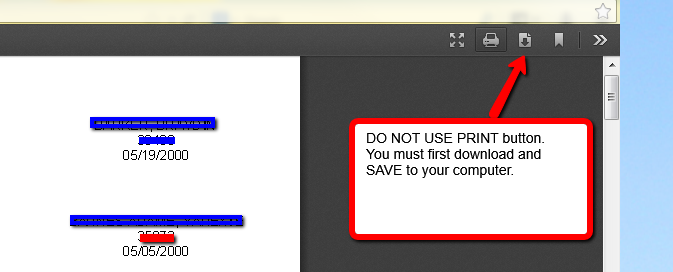 05/19/2000
05/05/2000
DO NOT USE PRINT button.
You must first download and
SAVE to your computer.